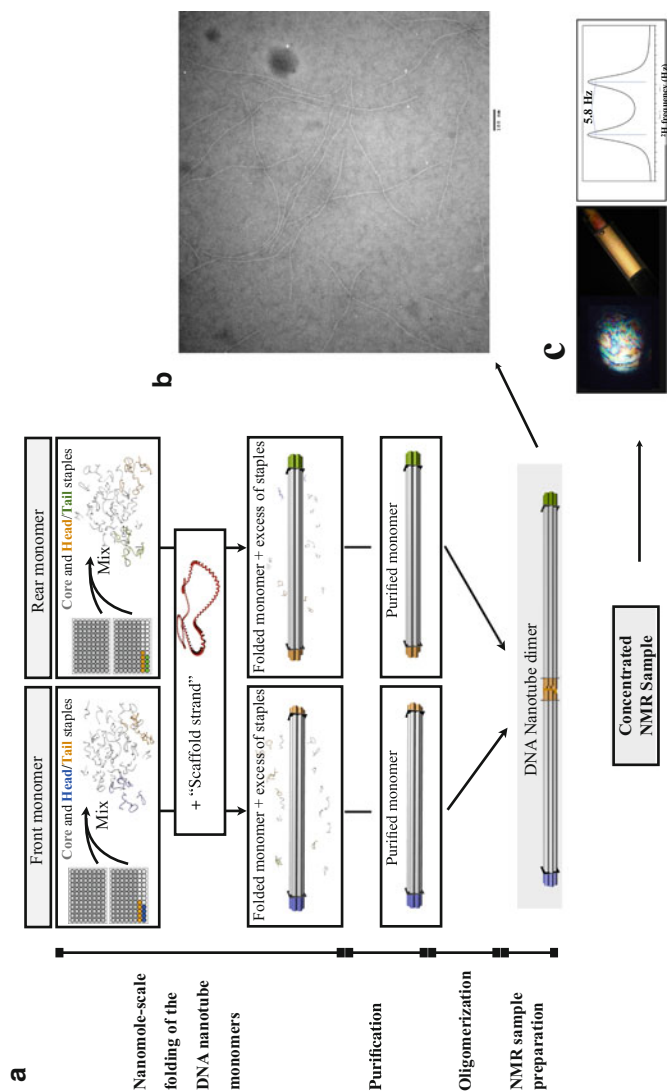 a
Front monomer
Rear monomer
Core and Head/Tail staples
Mix
Core and Head/Tail staples
Mix
+ “Scaffold strand”
Folded monomer + excess of staples
Folded monomer + excess of staples
Purified monomer
Purified monomer
DNA Nanotube dimer
Concentrated
NMR Sample
Nanomole-scale
folding of the
DNA nanotube
monomers
Purification
Oligomerization
NMR sample
preparation
b
100 nm
c
5.8 Hz
²H frequency (Hz)